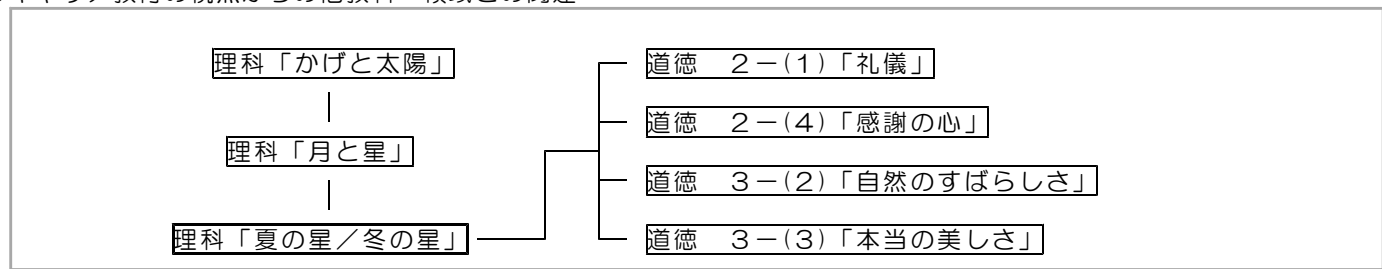 理科「かげと太陽」
理科「月と星」
理科「夏の星／冬の星」
道徳　２－(１)「礼儀」
道徳　２－(４)「感謝の心」
道徳　３－(２)「自然のすばらしさ」
道徳　３－(３)「本当の美しさ」